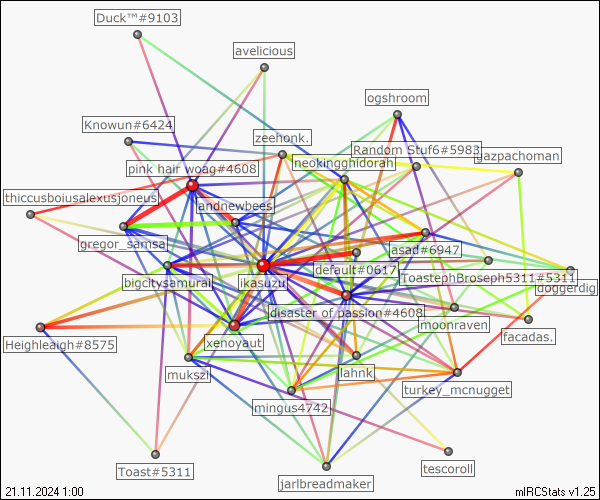 Duck™#9103
avelicious
ogshroom
Knowun#6424
zeehonk.
Random Stuf6#5983
neokingghidorah
gazpachoman
pink hair woag#4608
thiccusboiusalexusjoneus
andnewbees
gregor_samsa
asad#6947
default#0617
ToastephBroseph5311#5311
bigcitysamurai
ikasuzu
doggerdig
disaster of passion#4608
moonraven
facadas.
Heighleaigh#8575
xenoyaut
mukszi
lahnk.
turkey_mcnugget
mingus4742
Toast#5311
tescoroll
jarlbreadmaker
21.11.2024 1:00
mIRCStats v1.25